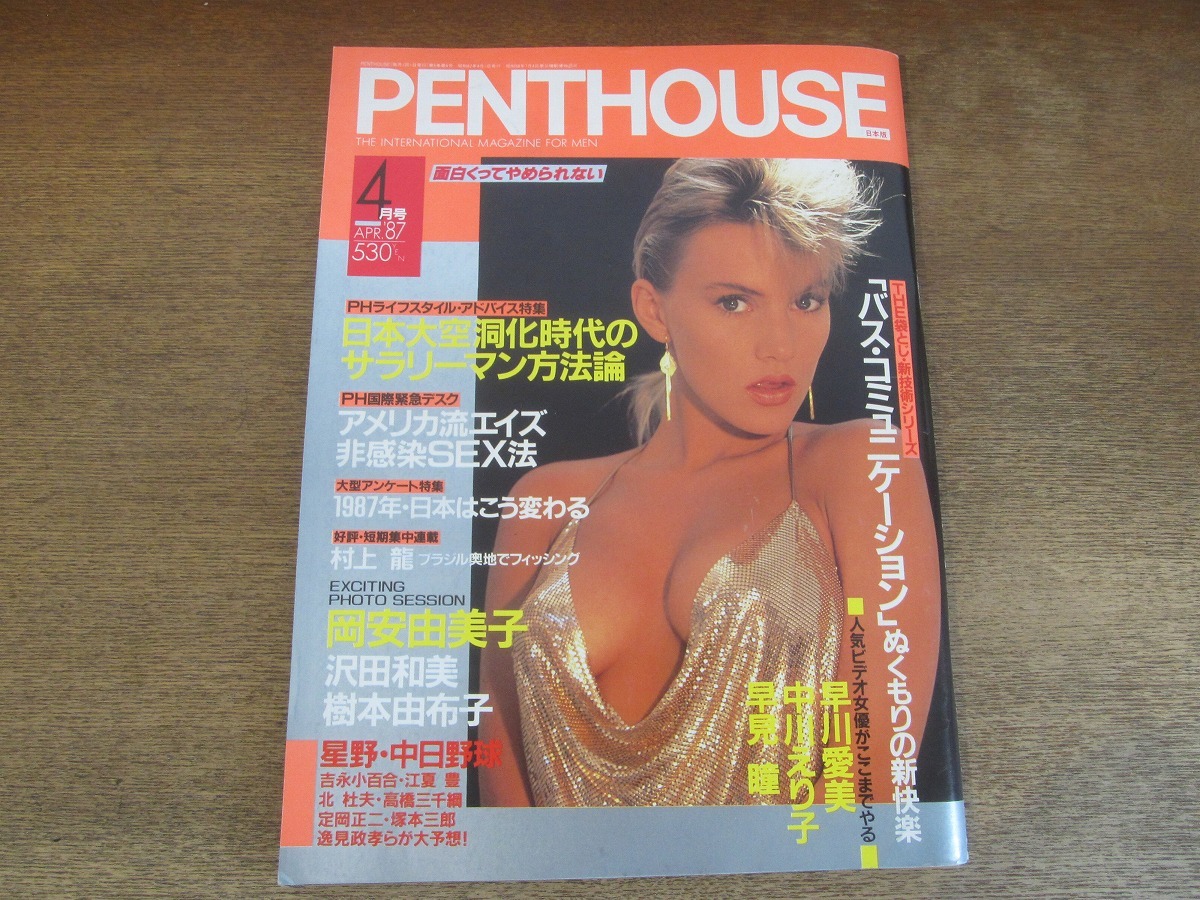 PENTHOUSE
日本版
THE INTERNATIONAL MAGAZINE FOR MEN
面白くってやめられない
4
月号
APR.'87
530YEN
THE袋とじ・新技術シリーズ
「バス・コミュニケーション」ぬくもりの新快楽
PHライフスタイル・アドバイス特集
日本大空洞化時代の
サラリーマン方法論
PH国際緊急デスク
アメリカ流エイズ
非感染SEX法
大型アンケート特集
1987年・日本はこう変わる
好評・短期集中連載
村上 龍 ブラジル奥地でフィッシング
EXCITING
PHOTO SESSION
岡安由美子
沢田和美
樹本由布子
人気ビデオ女優がここまでやる
早川愛美
中川えり子
早見 瞳
星野・中日野球
吉永小百合・江夏 豊
北 杜夫・高橋三千綱
定岡正二・塚本三郎
逸見政孝らが大予想!